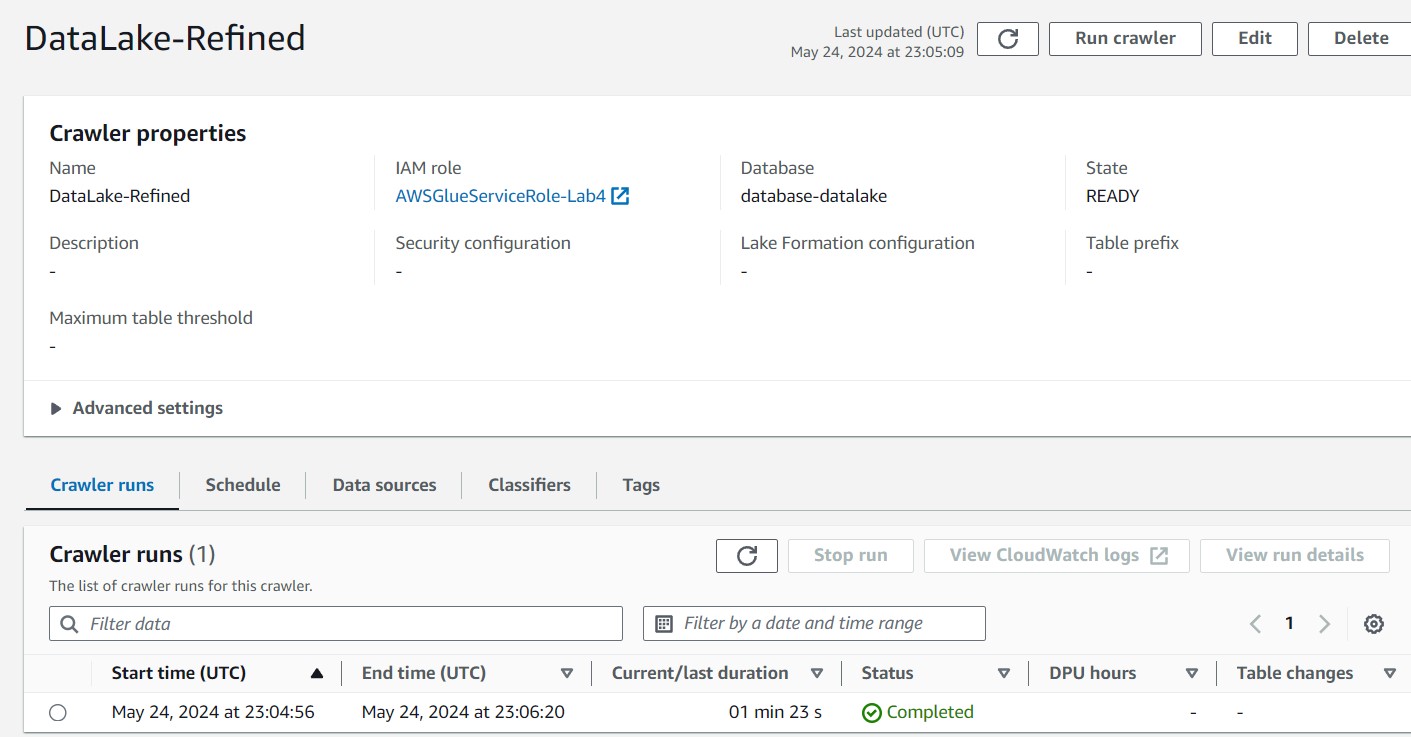 DataLake-Refined
Last updated (UTC)
May 24, 2024 at 23:05:09
Run crawler
Edit
Delete
Crawler properties
Name
DataLake-Refined
IAM role
AWSGlueServiceRole-Lab4
Database
database-datalake
State
READY
Description
-
Security configuration
-
Lake Formation configuration
-
Table prefix
-
Maximum table threshold
-
Advanced settings
Crawler runs
Schedule
Data sources
Classifiers
Tags
Crawler runs (1)
The list of crawler runs for this crawler.
Stop run
View CloudWatch logs
View run details
Filter data
Filter by a date and time range
1
Start time (UTC) End time (UTC) Current/last duration Status DPU hours Table changes
May 24, 2024 at 23:04:56 May 24, 2024 at 23:06:20 01 min 23 s Completed - -